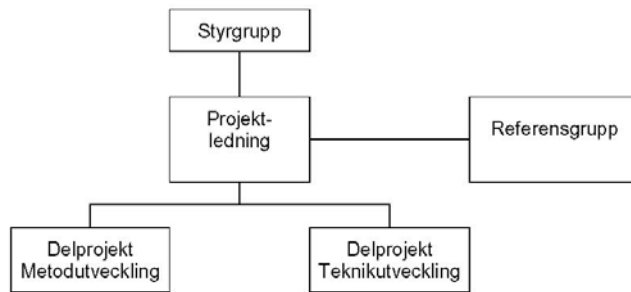 Styrgrupp
Projekt-
ledning
Referensgrupp
Delprojekt
Metodutveckling
Delprojekt
Teknikutveckling